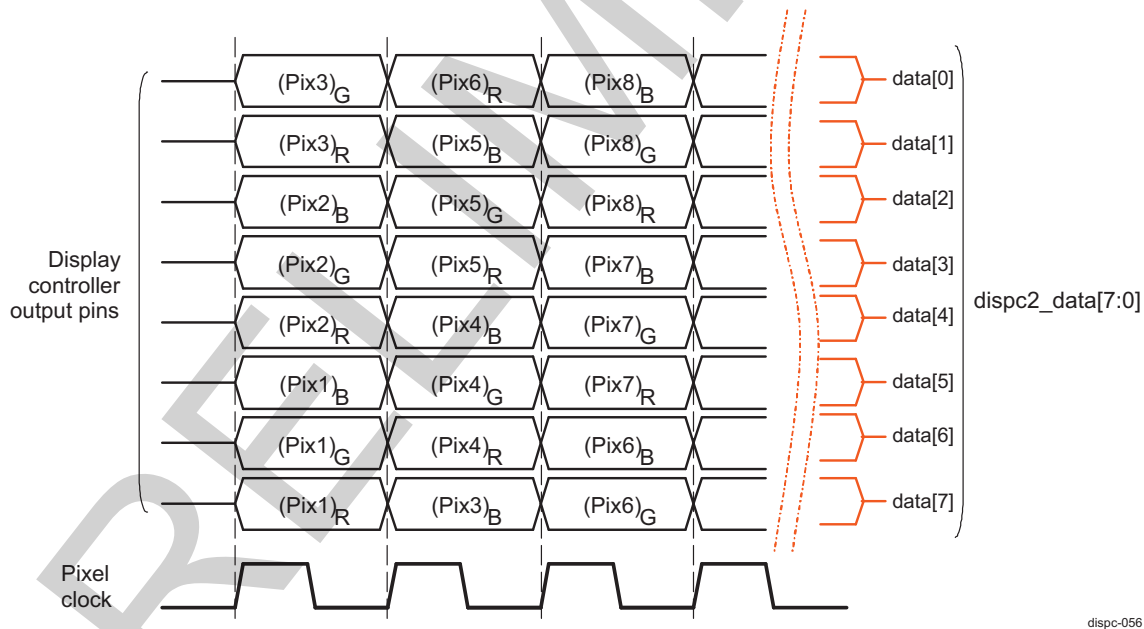 (Pix3)G (Pix6)R (Pix8)B data[0]
(Pix3)R (Pix5)B (Pix8)G data[1]
(Pix2)B (Pix5)G (Pix8)R data[2]
(Pix2)G (Pix5)R (Pix7)B data[3]
(Pix2)R (Pix4)B (Pix7)G data[4]
(Pix1)B (Pix4)G (Pix7)R data[5]
(Pix1)G (Pix4)R (Pix6)B data[6]
(Pix1)R (Pix3)B (Pix6)G data[7]
Display
controller
output pins
dispc2_data[7:0]
Pixel
clock
dispc-056